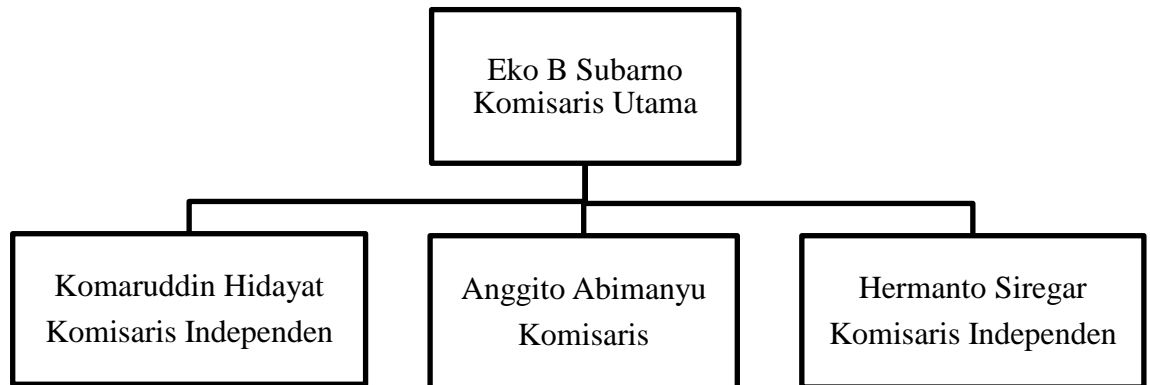 Eko B Subarno
Komisaris Utama
Komaruddin Hidayat
Komisaris Independen
Anggito Abimanyu
Komisaris
Hermanto Siregar
Komisaris Independen